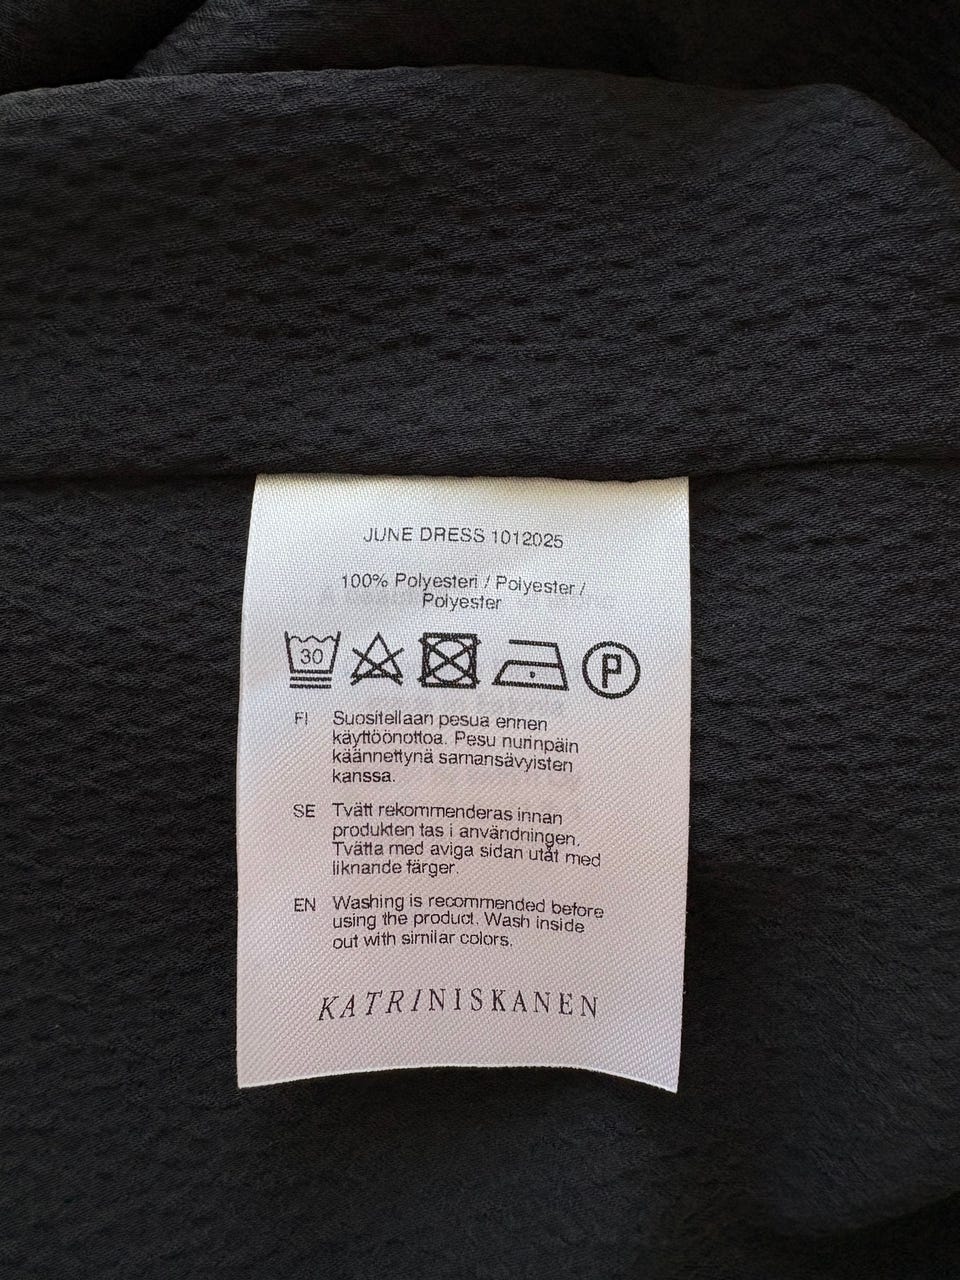 JUNE DRESS 1012025
100% Polyesteri / Polyester /
Polyester
30 P
FI Suositellaan pesua ennen
käyttöönottoa. Pesu nurinpäin
käännettynä samansävyisten
kanssa.
SE Tvätt rekommenderas innan
produkten tas i användningen.
Tvätta med aviga sidan utåt med
liknande färger.
EN Washing is recommended before
using the product. Wash inside
out with similar colors.
KATRINISKANEN